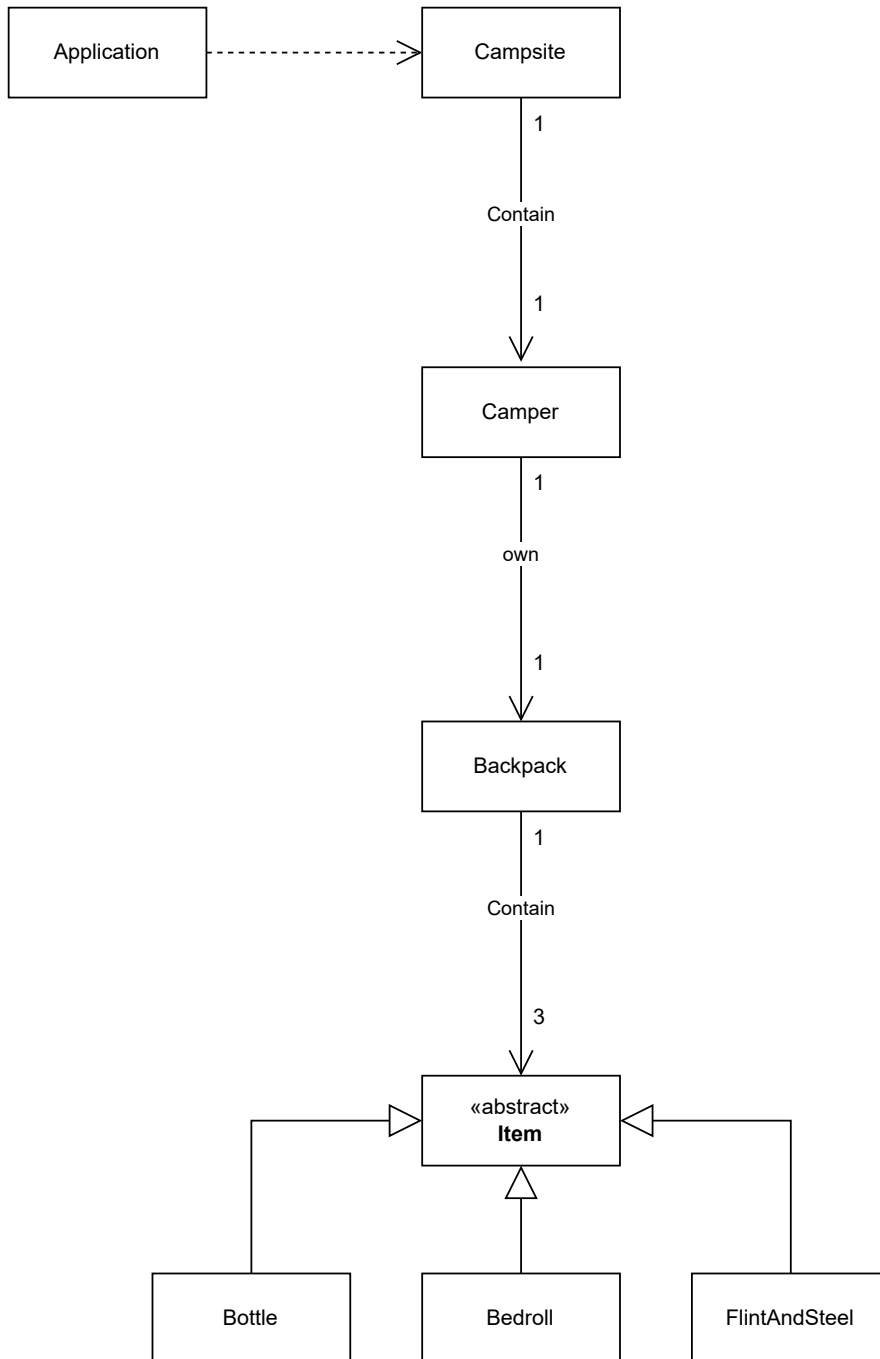 Application
Campsite
1
Contain
1
Camper
1
own
1
Backpack
1
Contain
3
«abstract»
Item
Bottle
Bedroll
FlintAndSteel